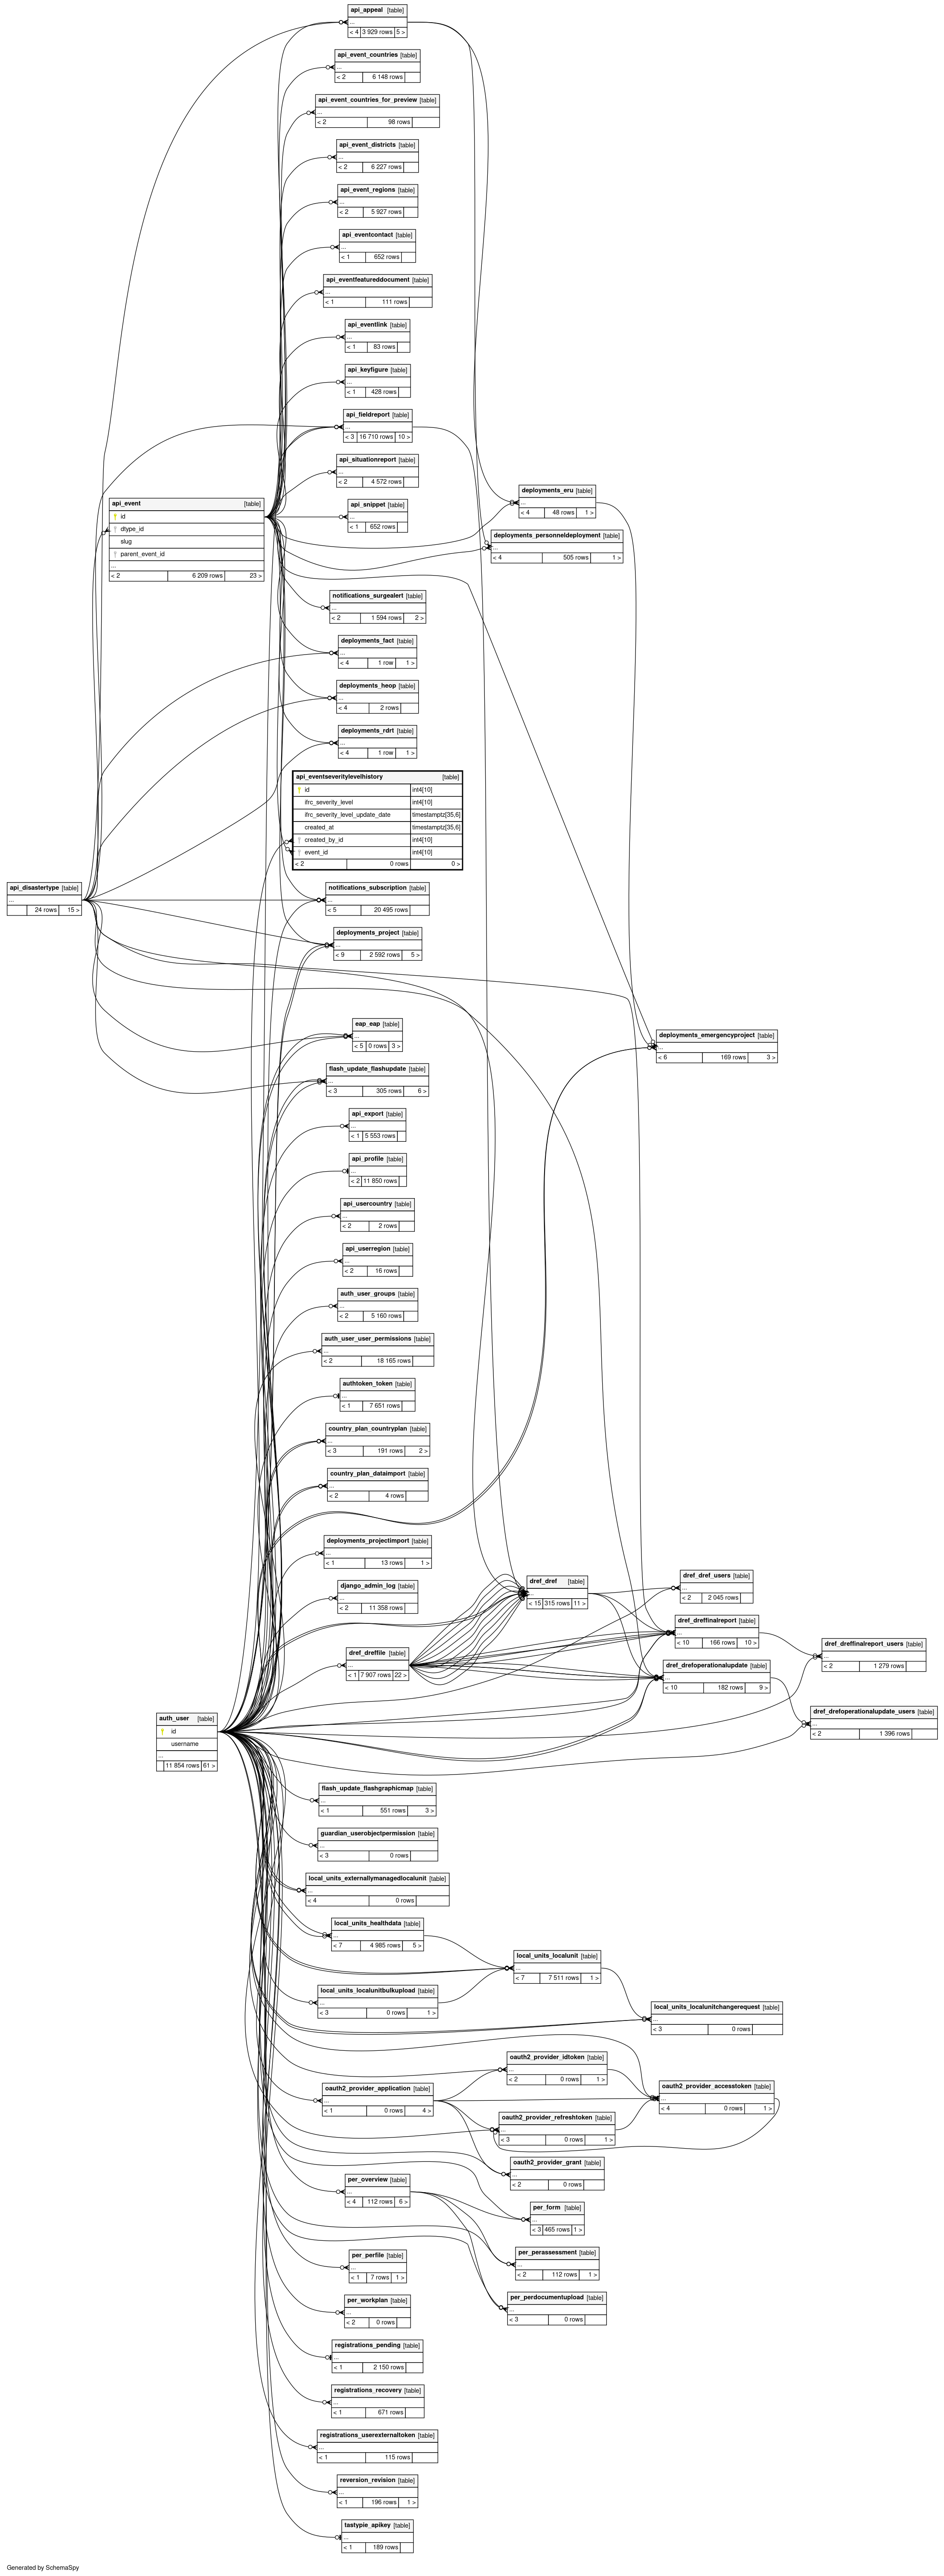 api_appeal [table]
...
< 4 3 929 rows 5 >
api_event_countries [table]
...
< 2 6 148 rows
api_event_countries_for_preview [table]
...
< 2 98 rows
api_event_districts [table]
...
< 2 6 227 rows
api_event_regions [table]
...
< 2 5 927 rows
api_eventcontact [table]
...
< 1 652 rows
api_eventfeatureddocument [table]
...
< 1 111 rows
api_eventlink [table]
...
< 1 83 rows
api_keyfigure [table]
...
< 1 428 rows
api_fieldreport [table]
...
< 3 16 710 rows 10 >
api_situationreport [table]
...
< 2 4 572 rows
api_snippet [table]
...
< 1 652 rows
deployments_eru [table]
...
< 4 48 rows 1 >
api_event [table]
id
dtype_id
slug
parent_event_id
...
< 2 6 209 rows 23 >
deployments_personneldeployment [table]
...
< 4 505 rows 1 >
notifications_surgealert [table]
...
< 2 1 594 rows 2 >
deployments_fact [table]
...
< 4 1 row 1 >
deployments_heop [table]
...
< 4 2 rows
deployments_rdrt [table]
...
< 4 1 row 1 >
api_eventseveritylevelhistory [table]
id int4[10]
ifrc_severity_level int4[10]
ifrc_severity_level_update_date timestamptz[35,6]
created_at timestamptz[35,6]
created_by_id int4[10]
event_id int4[10]
< 2 0 rows 0 >
api_disastertype [table]
...
24 rows 15 >
notifications_subscription [table]
...
< 5 20 495 rows
deployments_project [table]
...
< 9 2 592 rows 5 >
eap_eap [table]
...
< 5 0 rows 3 >
deployments_emergencyproject [table]
...
< 6 169 rows 3 >
flash_update_flashupdate [table]
...
< 3 305 rows 6 >
api_export [table]
...
< 1 5 553 rows
api_profile [table]
...
< 2 11 850 rows
api_usercountry [table]
...
< 2 2 rows
api_userregion [table]
...
< 2 16 rows
auth_user_groups [table]
...
< 2 5 160 rows
auth_user_user_permissions [table]
...
< 2 18 165 rows
authtoken_token [table]
...
< 1 7 651 rows
country_plan_countryplan [table]
...
< 3 191 rows 2 >
country_plan_dataimport [table]
...
< 2 4 rows
deployments_projectimport [table]
...
< 1 13 rows 1 >
django_admin_log [table]
...
< 2 11 358 rows
dref_dref [table]
...
< 15 315 rows 11 >
dref_dref_users [table]
...
< 2 2 045 rows
dref_dreffinalreport [table]
...
< 10 166 rows 10 >
dref_dreffinalreport_users [table]
...
< 2 1 279 rows
dref_dreffile [table]
...
< 1 7 907 rows 22 >
dref_drefoperationalupdate [table]
...
< 10 182 rows 9 >
dref_drefoperationalupdate_users [table]
...
< 2 1 396 rows
auth_user [table]
id
username
...
11 854 rows 61 >
flash_update_flashgraphicmap [table]
...
< 1 551 rows 3 >
guardian_userobjectpermission [table]
...
< 3 0 rows
local_units_externallymanagedlocalunit [table]
...
< 4 0 rows
local_units_healthdata [table]
...
< 7 4 985 rows 5 >
local_units_localunit [table]
...
< 7 7 511 rows 1 >
local_units_localunitbulkupload [table]
...
< 3 0 rows 1 >
local_units_localunitchangerequest [table]
...
< 3 0 rows
oauth2_provider_idtoken [table]
...
< 2 0 rows 1 >
oauth2_provider_application [table]
...
< 1 0 rows 4 >
oauth2_provider_accesstoken [table]
...
< 4 0 rows 1 >
oauth2_provider_refreshtoken [table]
...
< 3 0 rows 1 >
oauth2_provider_grant [table]
...
< 2 0 rows
per_overview [table]
...
< 4 112 rows 6 >
per_form [table]
...
< 3 465 rows 1 >
per_perassessment [table]
...
< 2 112 rows 1 >
per_perfile [table]
...
< 1 7 rows 1 >
per_perdocumentupload [table]
...
< 3 0 rows
per_workplan [table]
...
< 2 0 rows
registrations_pending [table]
...
< 1 2 150 rows
registrations_recovery [table]
...
< 1 671 rows
registrations_userexternaltoken [table]
...
< 1 115 rows
reversion_revision [table]
...
< 1 196 rows 1 >
tastypie_apikey [table]
...
< 1 189 rows
Generated by SchemaSpy